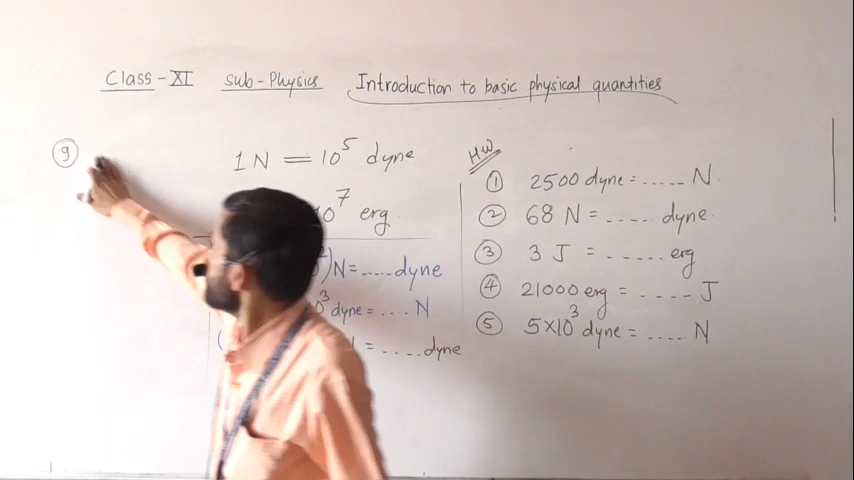 Class-XI Sub-Physics Introduction to basic physical quantities
9
1N = 10^5 dyne
erg
)N=.....dyne
dyne=.... N
= ....dyne
HW
1 2500 dyne=..... N
2 68 N = ..... dyne
3 3 J = ...... erg
4 21000 erg = ..... J
5 5×10^3 dyne = .... N